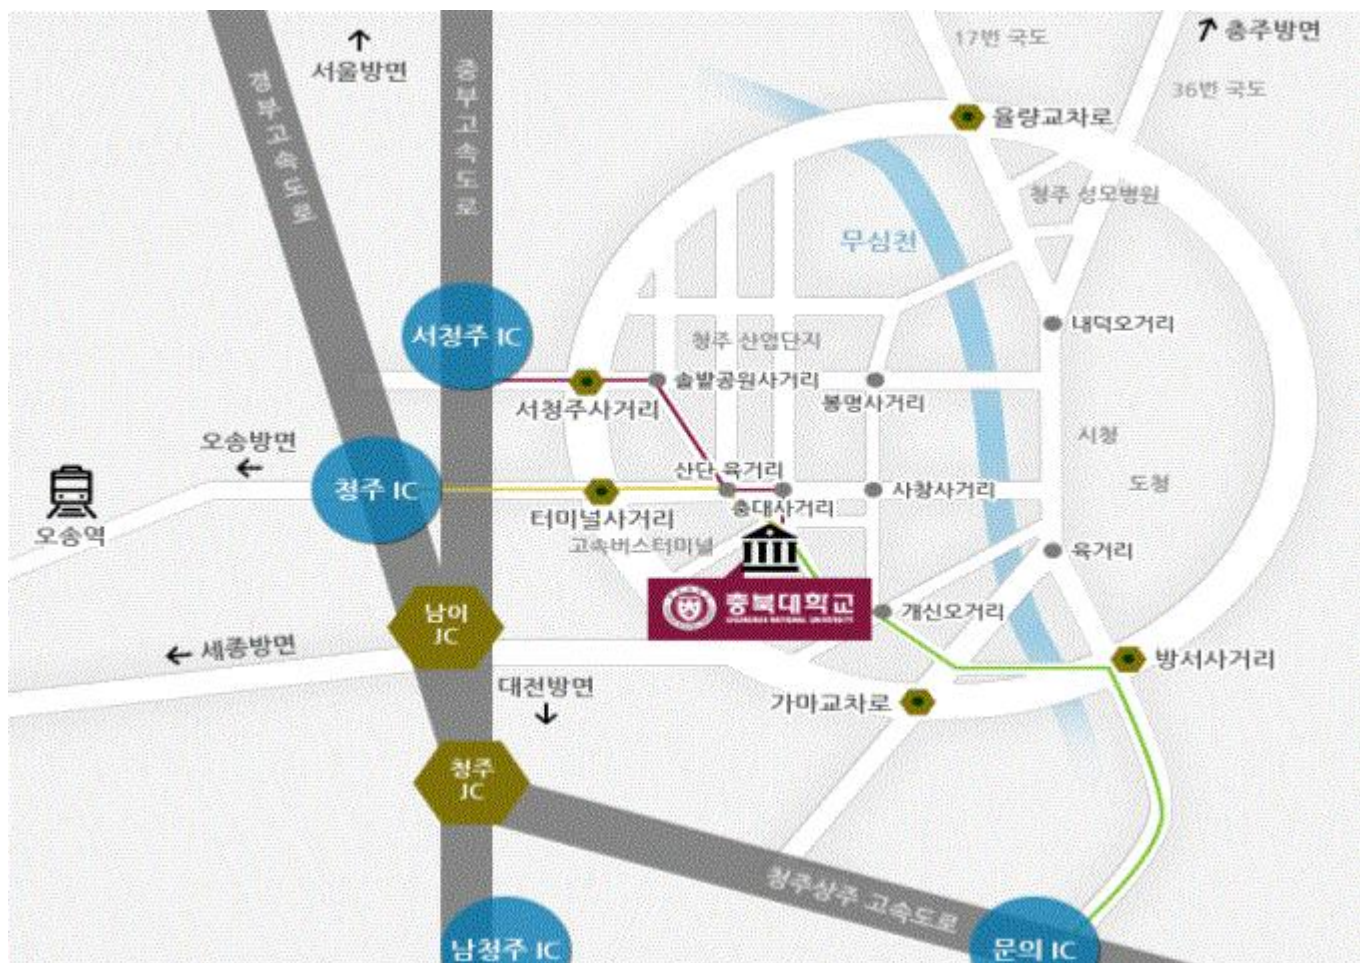 17번 국도
충주방면
서울방면
경부고속도로
중부고속도로
36번 국도
율량교차로
청주 성모병원
무심천
서청주 IC
내덕오거리
청주 산업단지
솔밭공원사거리
서청주사거리
봉명사거리
오송방면
시청
산단 육거리
청주 IC
사창사거리
도청
충대사거리
터미널사거리
오송역
고속버스터미널
육거리
충북대학교
CHUNGBUK NATIONAL UNIVERSITY
개신오거리
남이
JC
세종방면
방서사거리
대전방면
가마교차로
청주
JC
청주상주 고속도로
남청주 IC
문의 IC